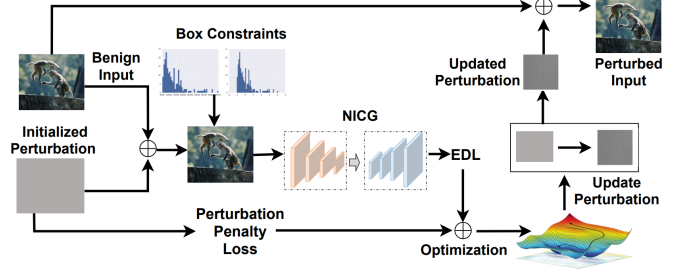 Box Constraints
Benign
Input
Updated
Perturbation
Perturbed
Input
Initialized
Perturbation
NICG
EDL
Update
Perturbation
Perturbation
Penalty
Loss
Optimization